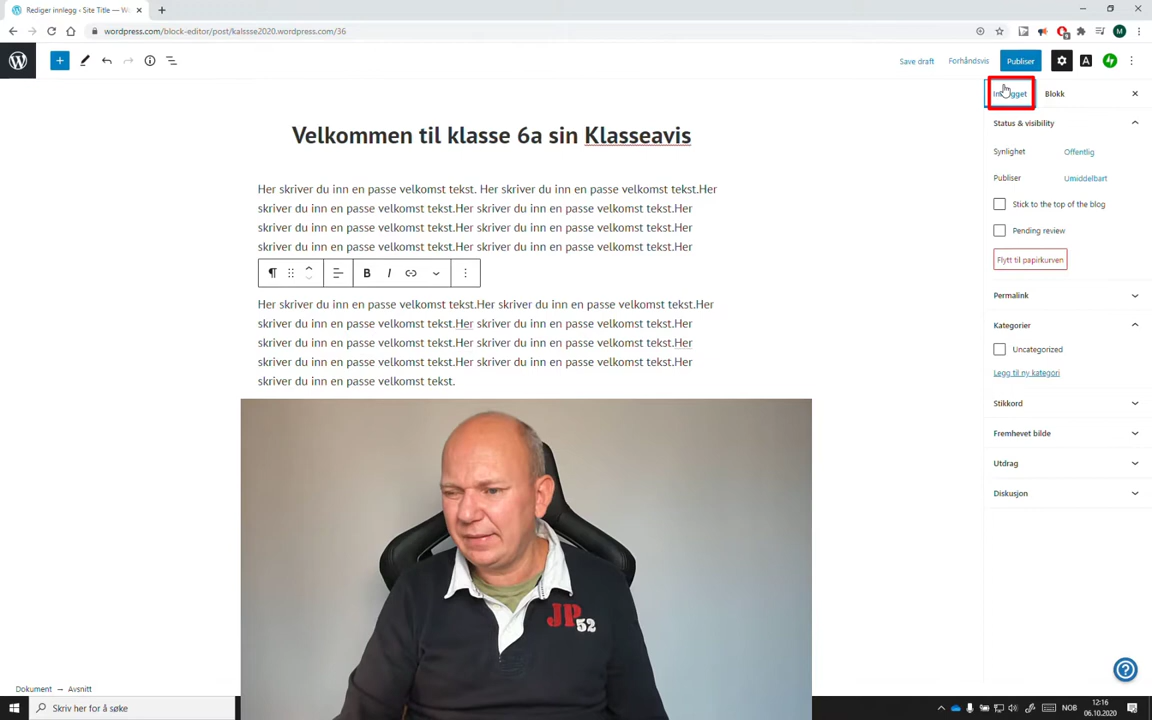 Rediger innlegg ‹ Site Title — W
wordpress.com/block-editor/post/kalssse2020.wordpress.com/36
M
Save draft
Forhåndsvis
Publiser
A
Blokk
Velkommen til klasse 6a sin Klasseavis
Status & visibility
Synlighet Offentlig
Publiser Umiddelbart
Stick to the top of the blog
Pending review
Flytt til papirkurven
Permalink
Kategorier
Uncategorized
Legg til ny kategori
Stikkord
Fremhevet bilde
Utdrag
Diskusjon
Her skriver du inn en passe velkomst tekst. Her skriver du inn en passe velkomst tekst.Her
skriver du inn en passe velkomst tekst.Her skriver du inn en passe velkomst tekst.Her
skriver du inn en passe velkomst tekst.Her skriver du inn en passe velkomst tekst.Her
skriver du inn en passe velkomst tekst.Her skriver du inn en passe velkomst tekst.Her
B I
Her skriver du inn en passe velkomst tekst.Her skriver du inn en passe velkomst tekst.Her
skriver du inn en passe velkomst tekst.Her skriver du inn en passe velkomst tekst.Her
skriver du inn en passe velkomst tekst.Her skriver du inn en passe velkomst tekst.Her
skriver du inn en passe velkomst tekst.Her skriver du inn en passe velkomst tekst.Her
skriver du inn en passe velkomst tekst.
JP
52
Dokument → Avsnitt
Skriv her for å søke
NOB
12:16
06.10.2020